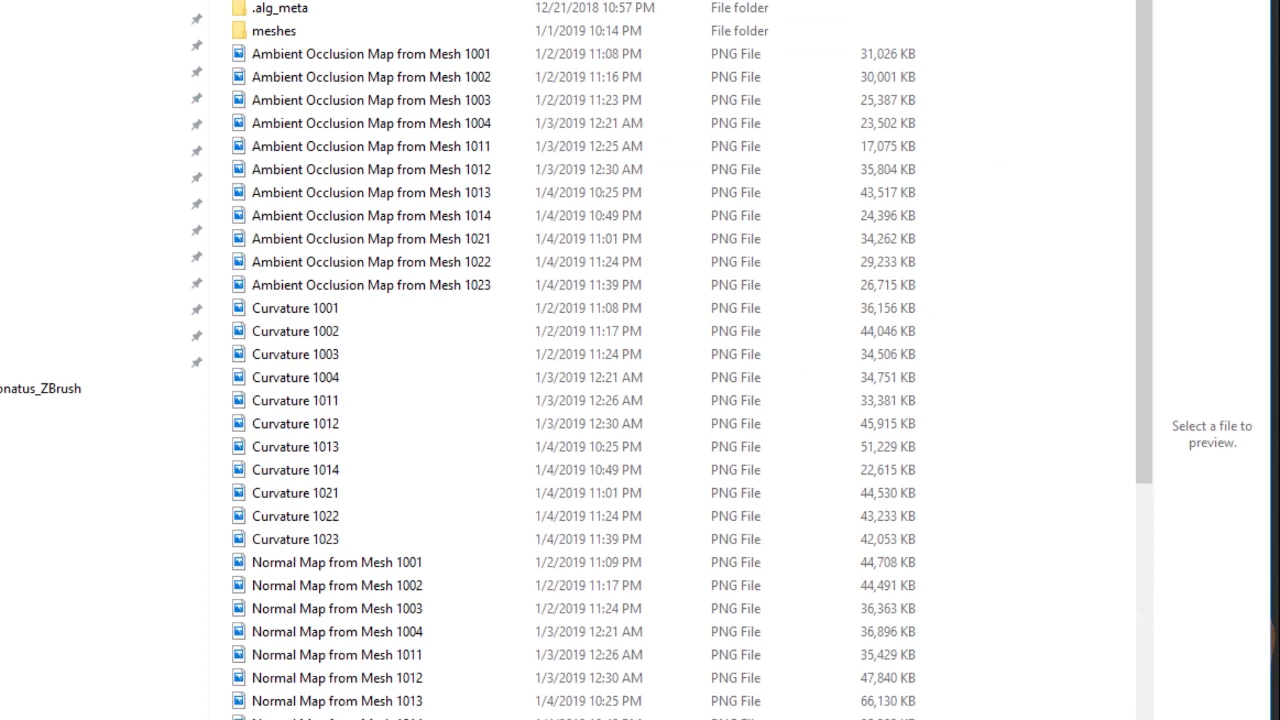 .alg_meta 12/21/2018 10:57 PM File folder
meshes 1/1/2019 10:14 PM File folder
Ambient Occlusion Map from Mesh 1001 1/2/2019 11:08 PM PNG File 31,026 KB
Ambient Occlusion Map from Mesh 1002 1/2/2019 11:16 PM PNG File 30,001 KB
Ambient Occlusion Map from Mesh 1003 1/2/2019 11:23 PM PNG File 25,387 KB
Ambient Occlusion Map from Mesh 1004 1/3/2019 12:21 AM PNG File 23,502 KB
Ambient Occlusion Map from Mesh 1011 1/3/2019 12:25 AM PNG File 17,075 KB
Ambient Occlusion Map from Mesh 1012 1/3/2019 12:30 AM PNG File 35,804 KB
Ambient Occlusion Map from Mesh 1013 1/4/2019 10:25 PM PNG File 43,517 KB
Ambient Occlusion Map from Mesh 1014 1/4/2019 10:49 PM PNG File 24,396 KB
Ambient Occlusion Map from Mesh 1021 1/4/2019 11:01 PM PNG File 34,262 KB
Ambient Occlusion Map from Mesh 1022 1/4/2019 11:24 PM PNG File 29,233 KB
Ambient Occlusion Map from Mesh 1023 1/4/2019 11:39 PM PNG File 26,715 KB
Curvature 1001 1/2/2019 11:08 PM PNG File 36,156 KB
Curvature 1002 1/2/2019 11:17 PM PNG File 44,046 KB
Curvature 1003 1/2/2019 11:24 PM PNG File 34,506 KB
Curvature 1004 1/3/2019 12:21 AM PNG File 34,751 KB
onatus_ZBrush
Curvature 1011 1/3/2019 12:26 AM PNG File 33,381 KB
Curvature 1012 1/3/2019 12:30 AM PNG File 45,915 KB
Select a file to
preview.
Curvature 1013 1/4/2019 10:25 PM PNG File 51,229 KB
Curvature 1014 1/4/2019 10:49 PM PNG File 22,615 KB
Curvature 1021 1/4/2019 11:01 PM PNG File 44,530 KB
Curvature 1022 1/4/2019 11:24 PM PNG File 43,233 KB
Curvature 1023 1/4/2019 11:39 PM PNG File 42,053 KB
Normal Map from Mesh 1001 1/2/2019 11:09 PM PNG File 44,708 KB
Normal Map from Mesh 1002 1/2/2019 11:17 PM PNG File 44,491 KB
Normal Map from Mesh 1003 1/2/2019 11:24 PM PNG File 36,363 KB
Normal Map from Mesh 1004 1/3/2019 12:21 AM PNG File 36,896 KB
Normal Map from Mesh 1011 1/3/2019 12:26 AM PNG File 35,429 KB
Normal Map from Mesh 1012 1/3/2019 12:30 AM PNG File 47,840 KB
Normal Map from Mesh 1013 1/4/2019 10:25 PM PNG File 66,130 KB